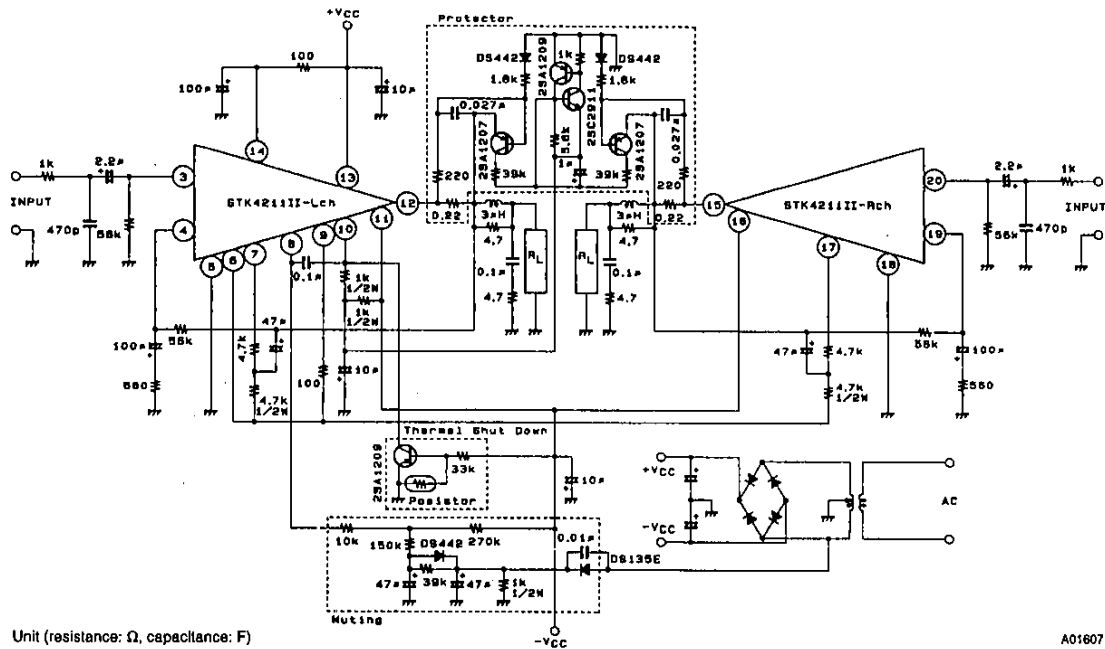 Protector
+VCC
100
100µ
10µ
DS442
1.8k
25A1209
1k
DS442
1.8k
25C2911
0.027µ
25A1207
5.6k
1µ
25A1207
0.027µ
39k
39k
220
220
14
13
1k
2.2µ
3
INPUT
470p
56k
4
STK4211II-Lch
12
11
10
9
8
7
6
5
0.22
3µH
4.7
0.1µ
4.7
RL
RL
3µH
4.7
0.1µ
4.7
0.22
15
16
17
18
STK4211II-Rch
20
19
2.2µ
1k
INPUT
56k
470p
0.1µ
1k
1/2W
1k
1/2W
56k
100µ
560
4.7k
47µ
4.7k
1/2W
100
10µ
47µ
4.7k
4.7k
1/2W
56k
100µ
560
Thermal Shut Down
25A1209
33k
Posistor
10µ
+VCC
-VCC
AC
10k
150k
DS442
270k
0.01µ
DS135E
47µ
39k
47µ
1k
1/2W
Muting
-VCC
Unit (resistance: Ω, capacitance: F)
A01607